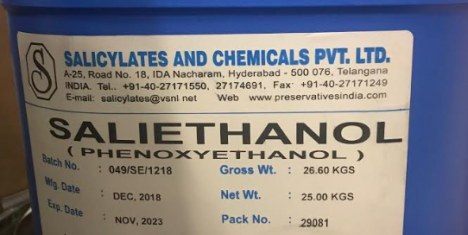 SALICYLATES AND CHEMICALS PVT. LTD.
A-25, Road No. 18, IDA Nacharam, Hyderabad - 500 076, Telangana
INDIA. Tel.. +91-40-27171550, 27174691, Fax +91-40-27171249
E-mail: salicylates@vsnl net Web www.preservativesindia.com
SALIETHANOL
( PHENOXYETHANOL )
Batch No. : 049/SE/1218 Gross Wt. : 26.60 KGS
Mfg. Date : DEC, 2018 Net Wt. : 25.00 KGS
Exp. Date : NOV, 2023 Pack No. : 29081